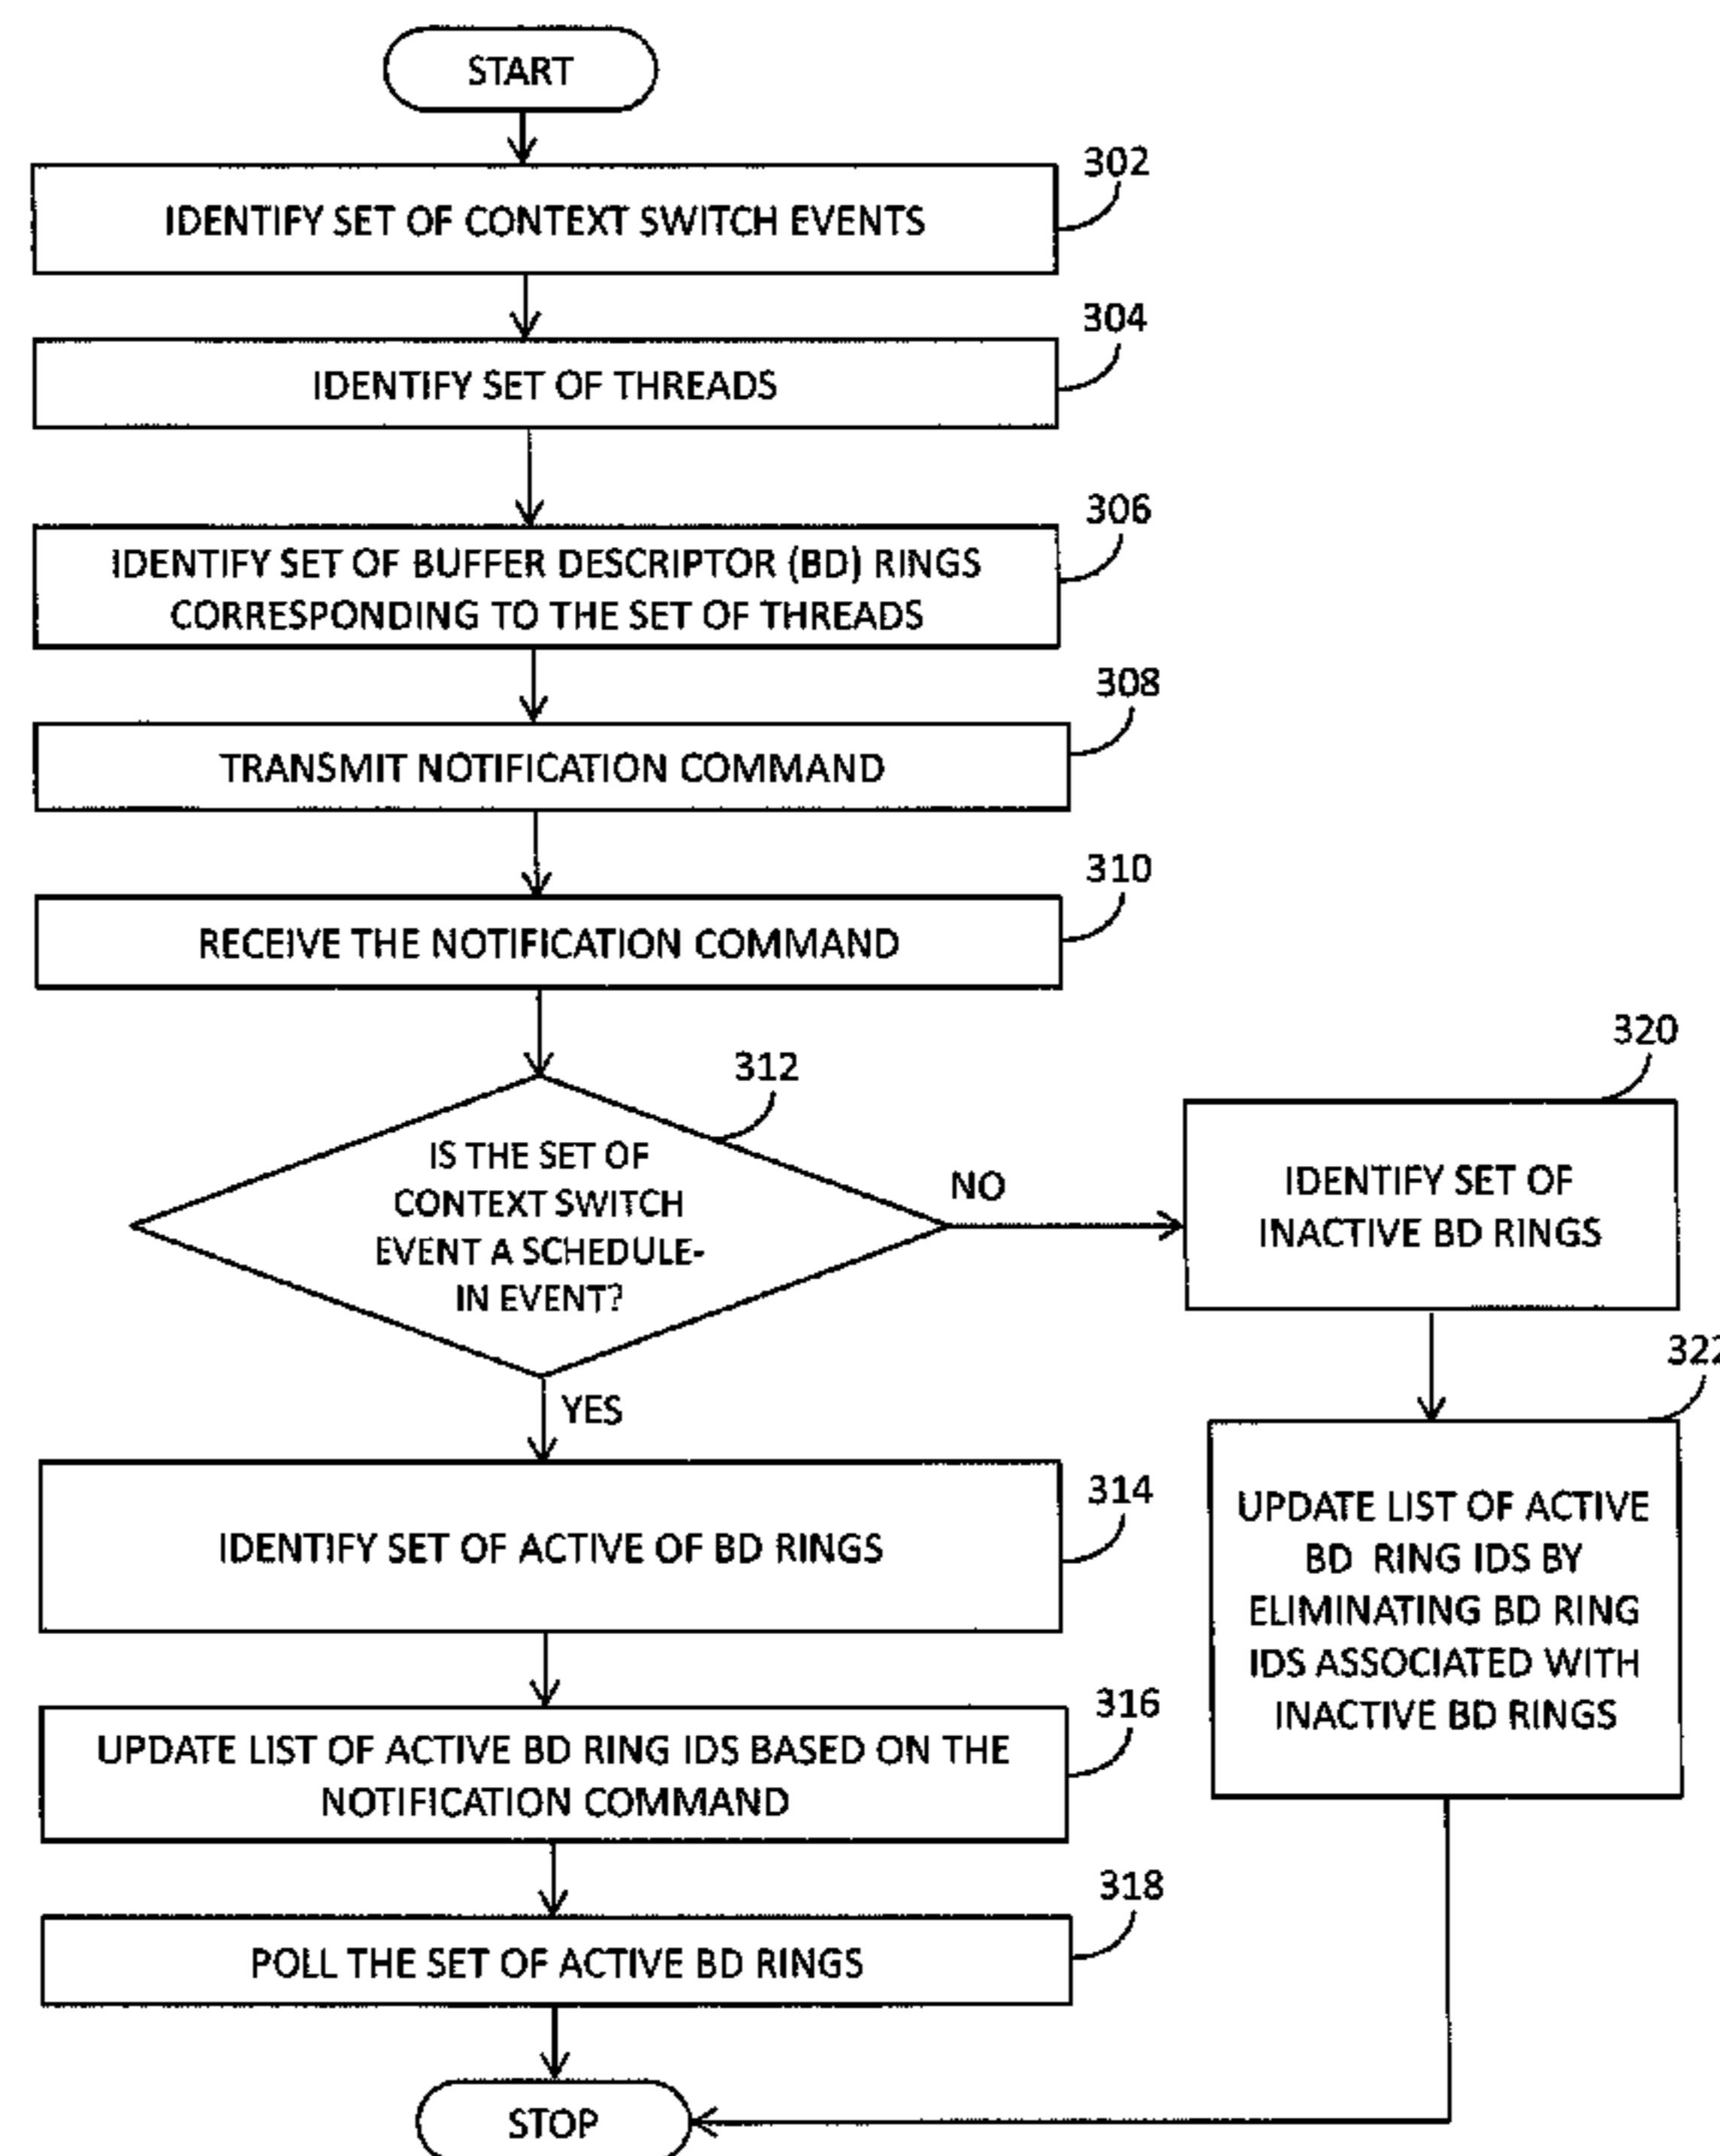 START
302
IDENTIFY SET OF CONTEXT SWITCH EVENTS
304
IDENTIFY SET OF THREADS
306
IDENTIFY SET OF BUFFER DESCRIPTOR (BD) RINGS
CORRESPONDING TO THE SET OF THREADS
308
TRANSMIT NOTIFICATION COMMAND
310
RECEIVE THE NOTIFICATION COMMAND
312
IS THE SET OF
CONTEXT SWITCH
EVENT A SCHEDULE-
IN EVENT?
NO
320
IDENTIFY SET OF
INACTIVE BD RINGS
322
UPDATE LIST OF ACTIVE
BD RING IDS BY
ELIMINATING BD RING
IDS ASSOCIATED WITH
INACTIVE BD RINGS
YES
314
IDENTIFY SET OF ACTIVE OF BD RINGS
316
UPDATE LIST OF ACTIVE BD RING IDS BASED ON THE
NOTIFICATION COMMAND
318
POLL THE SET OF ACTIVE BD RINGS
STOP